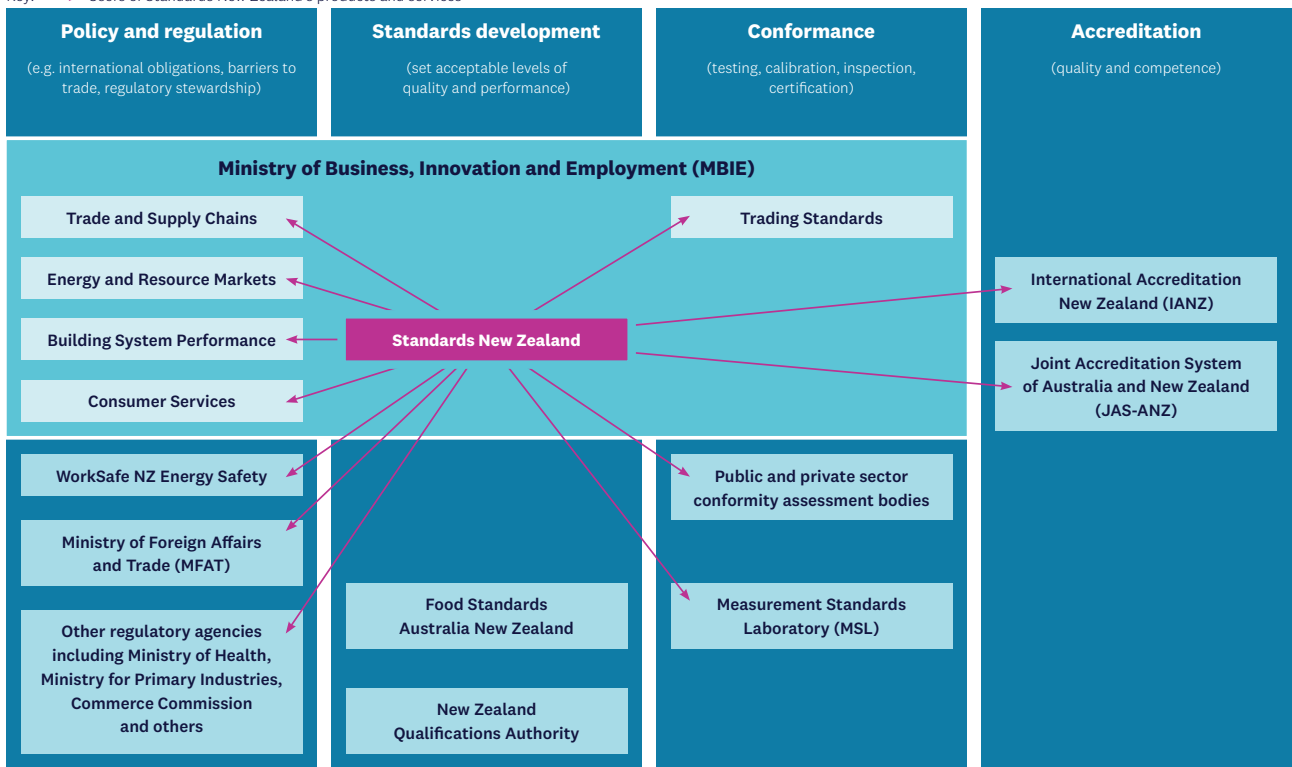 Policy and regulation
(e.g. international obligations, barriers to
trade, regulatory stewardship)
Standards development
(set acceptable levels of
quality and performance)
Conformance
(testing, calibration, inspection,
certification)
Accreditation
(quality and competence)
Ministry of Business, Innovation and Employment (MBIE)
Trade and Supply Chains
Energy and Resource Markets
Building System Performance
Consumer Services
Standards New Zealand
Trading Standards
International Accreditation
New Zealand (IANZ)
Joint Accreditation System
of Australia and New Zealand
(JAS-ANZ)
WorkSafe NZ Energy Safety
Ministry of Foreign Affairs
and Trade (MFAT)
Other regulatory agencies
including Ministry of Health,
Ministry for Primary Industries,
Commerce Commission
and others
Food Standards
Australia New Zealand
New Zealand
Qualifications Authority
Public and private sector
conformity assessment bodies
Measurement Standards
Laboratory (MSL)